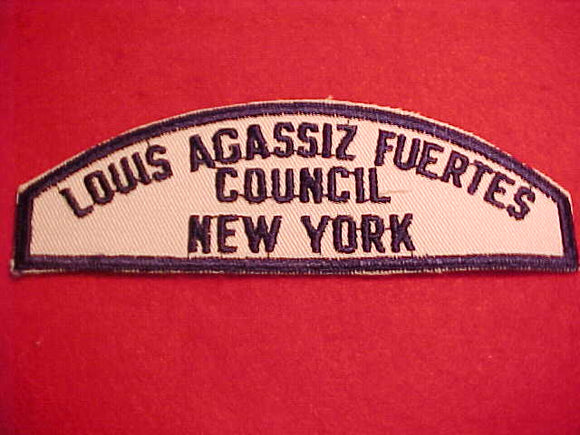 LOUIS AGASSIZ FUERTES
COUNCIL
NEW YORK